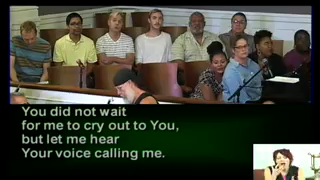 You did not wait
for me to cry out to You,
but let me hear
Your voice calling me.